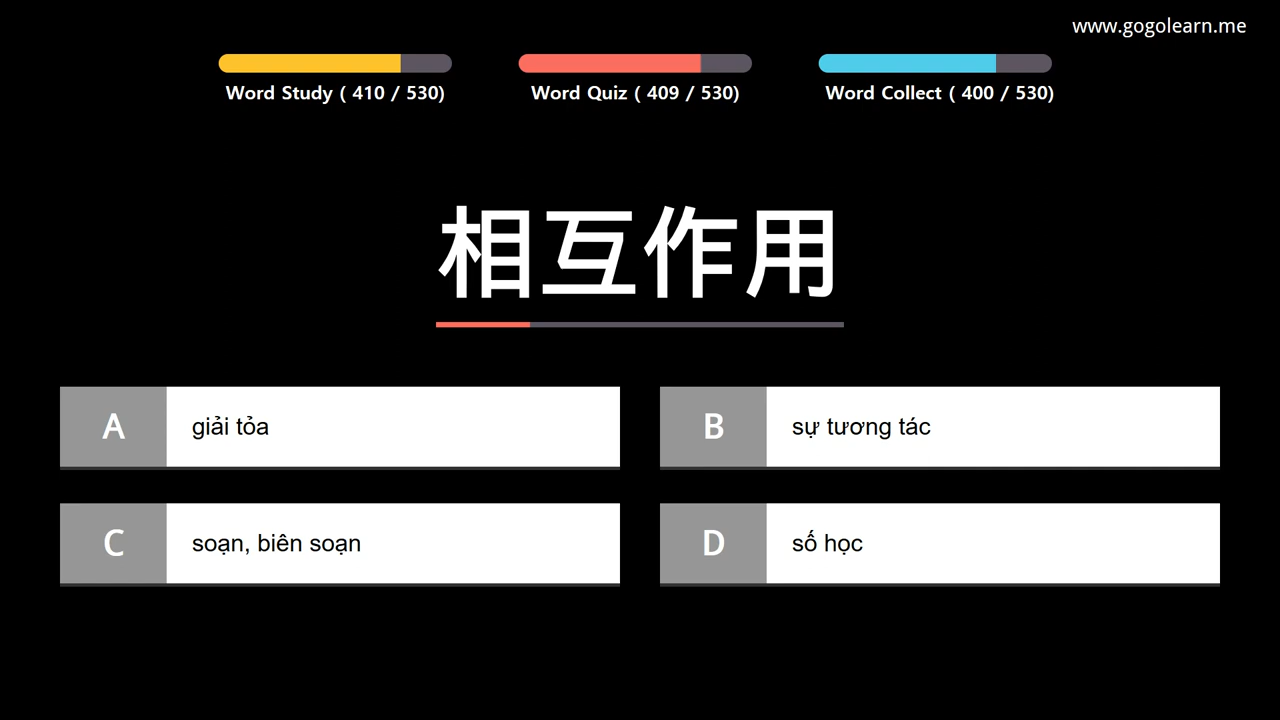 www.gogolearn.me
Word Study ( 410 / 530)
Word Quiz ( 409 / 530)
Word Collect ( 400 / 530)
相互作用
A
giải tỏa
B
sự tương tác
C
soạn, biên soạn
D
số học